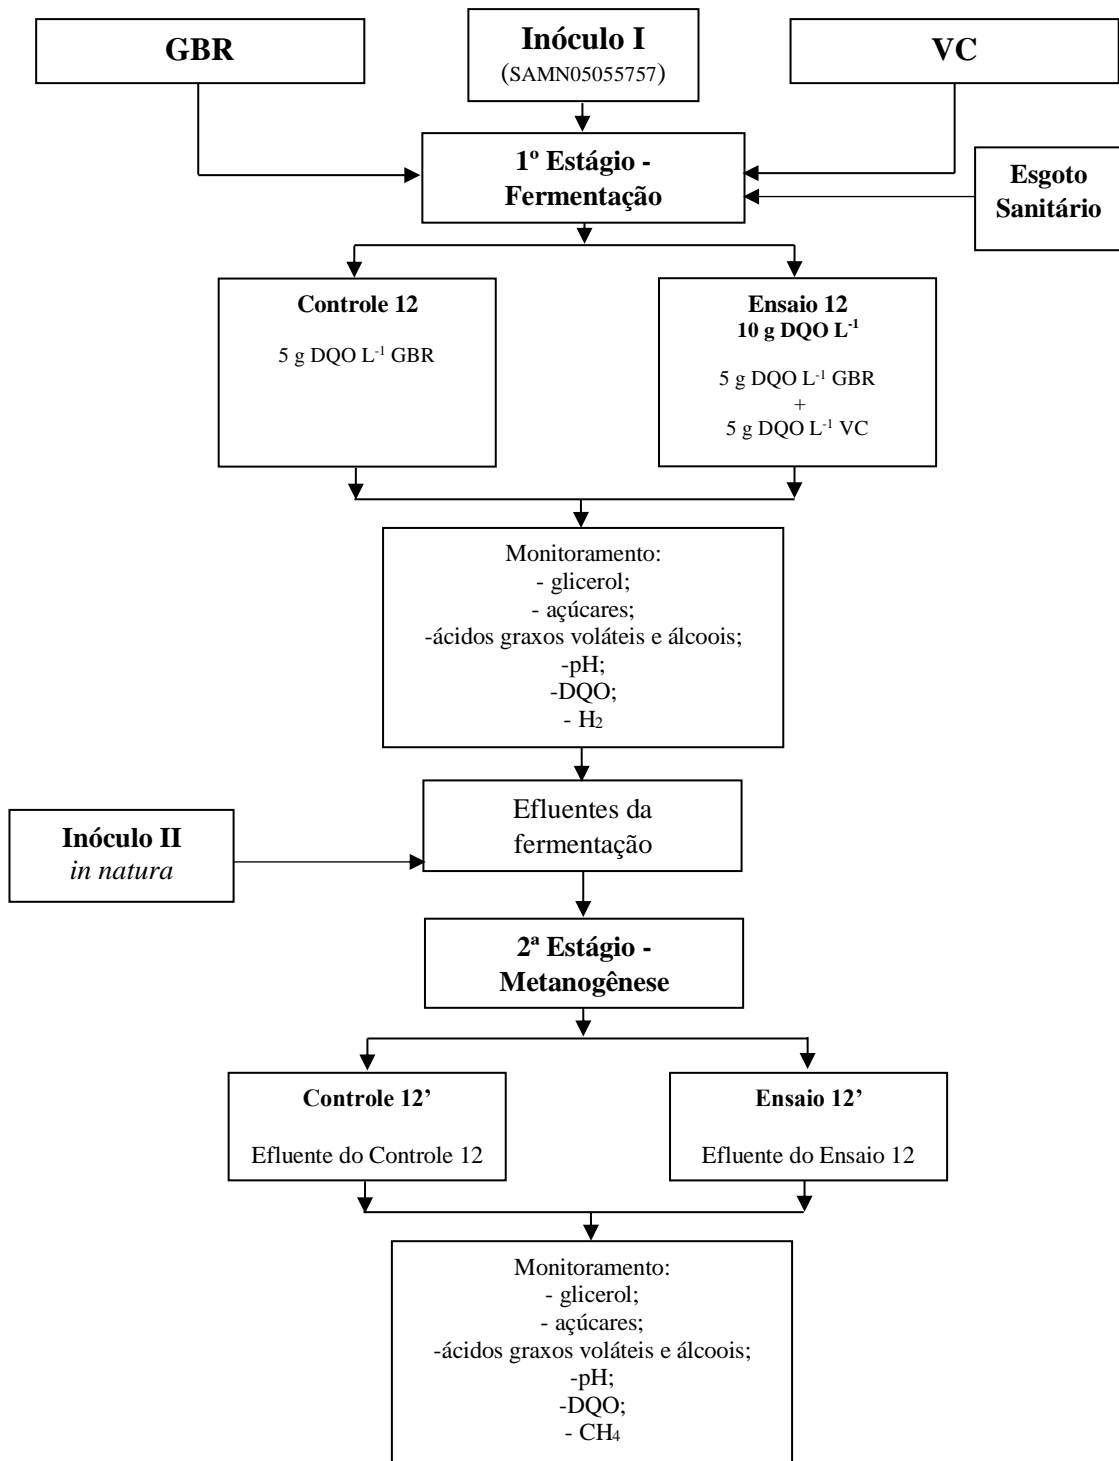 GBR
Inóculo I
(SAMN05055757)
VC
1º Estágio -
Fermentação
Esgoto
Sanitário
Controle 12
5 g DQO L⁻¹ GBR
Ensaio 12
10 g DQO L⁻¹
5 g DQO L⁻¹ GBR
+
5 g DQO L⁻¹ VC
Monitoramento:
- glicerol;
- açúcares;
-ácidos graxos voláteis e álcoois;
-pH;
-DQO;
- H₂
Efluentes da
fermentação
Inóculo II
in natura
2ª Estágio -
Metanogênese
Controle 12’
Efluente do Controle 12
Ensaio 12’
Efluente do Ensaio 12
Monitoramento:
- glicerol;
- açúcares;
-ácidos graxos voláteis e álcoois;
-pH;
-DQO;
- CH₄